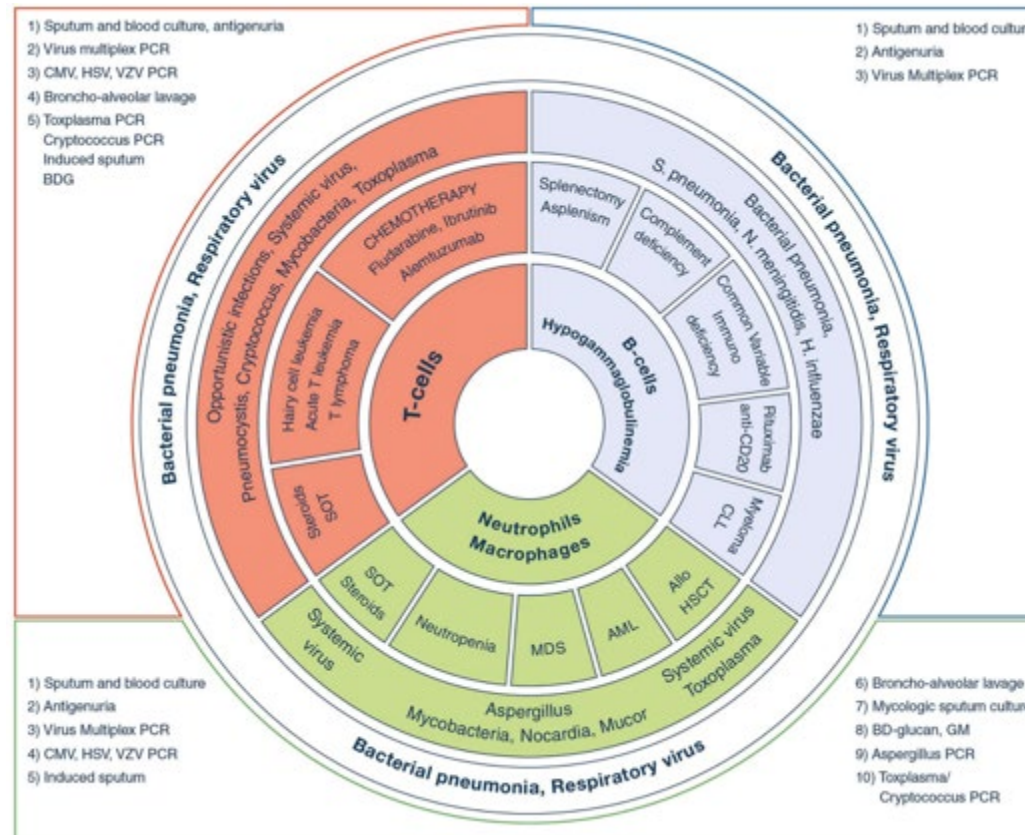 1) Sputum and blood culture, antigenuria
2) Virus multiplex PCR
3) CMV, HSV, VZV PCR
4) Broncho-alveolar lavage
5) Toxplasma PCR
Cryptococcus PCR
Induced sputum
BDG
1) Sputum and blood culture
2) Antigenuria
3) Virus Multiplex PCR
Bacterial pneumonia, Respiratory virus
Opportunistic infections, Systemic virus,
Pneumocystis, Cryptococcus, Mycobacteria, Toxoplasma
CHEMOTHERAPY
Fludarabine, Ibrutinib
Alemtuzumab
Hairy cell leukemia
Acute T leukemia
T lymphoma
SOT
Steroids
T-cells
Bacterial pneumonia, Respiratory virus
Bacterial pneumonia,
S. pneumonia, N. meningitidis, H. influenzae
Splenectomy
Asplenism
Complement
deficiency
Common Variable
Immuno
deficiency
Rituximab
anti-CD20
Myeloma
CLL
B-cells
Hypogammaglobulinemia
Neutrophils
Macrophages
SOT
Steroids
Neutropenia
MDS
AML
Allo
HSCT
Systemic
virus
Aspergillus
Mycobacteria, Nocardia, Mucor
Systemic virus
Toxoplasma
Bacterial pneumonia, Respiratory virus
1) Sputum and blood culture
2) Antigenuria
3) Virus Multiplex PCR
4) CMV, HSV, VZV PCR
5) Induced sputum
6) Broncho-alveolar lavage
7) Mycologic sputum culture
8) BD-glucan, GM
9) Aspergillus PCR
10) Toxplasma/
Cryptococcus PCR